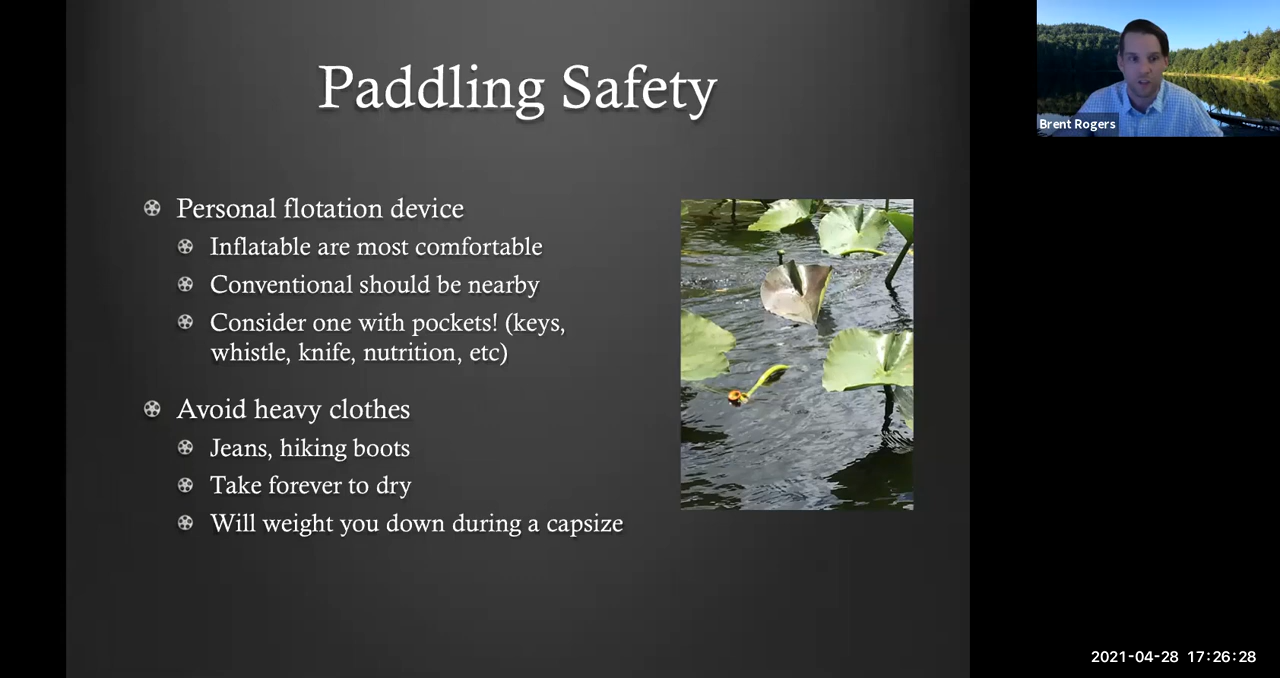 Paddling Safety
Personal flotation device
Inflatable are most comfortable
Conventional should be nearby
Consider one with pockets! (keys,
whistle, knife, nutrition, etc)
Avoid heavy clothes
Jeans, hiking boots
Take forever to dry
Will weight you down during a capsize
Brent Rogers
2021-04-28 17:26:28